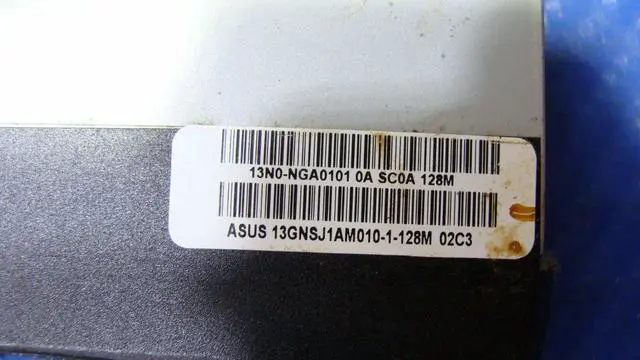 13N0-NGA0101 0A SC0A 128M
ASUS 13GNSJ1AM010-1-128M 02C3